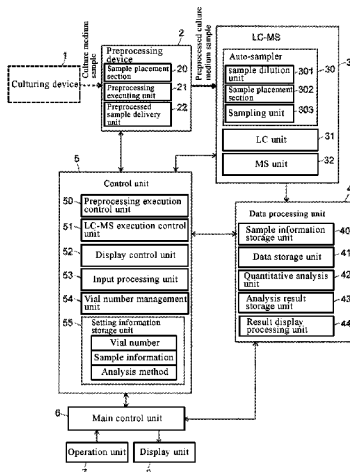 1
Culturing device
Culture medium
sample
2
Preprocessing
device
Sample placement
section
20
Preprocessing
executing unit
21
Preprocessed
sample delivery
unit
22
Preprocessed culture
medium sample
LC-MS
3
Auto-sampler
30
sample dilution
unit
301
Sample placement
section
302
Sampling unit
303
LC unit
31
MS unit
32
5
Control unit
50
Preprocessing execution
control unit
51
LC-MS execution control
unit
52
Display control unit
53
Input processing unit
54
Vial number management
unit
55
Setting information
storage unit
Vial number
Sample information
Analysis method
4
Data processing unit
Sample information
storage unit
40
Data storage unit
41
Quantitative analysis
unit
42
Analysis result
storage unit
43
Result display
processing unit
44
6
Main control unit
Operation unit
Display unit
7